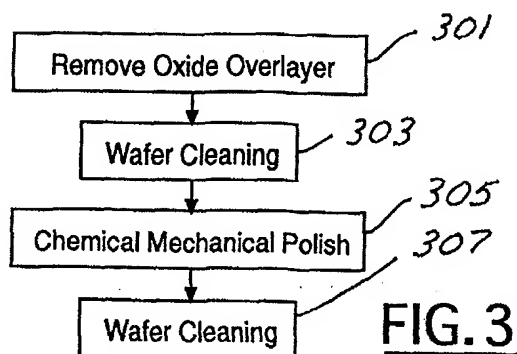 301
Remove Oxide Overlayer
303
Wafer Cleaning
305
Chemical Mechanical Polish
307
Wafer Cleaning
FIG. 3